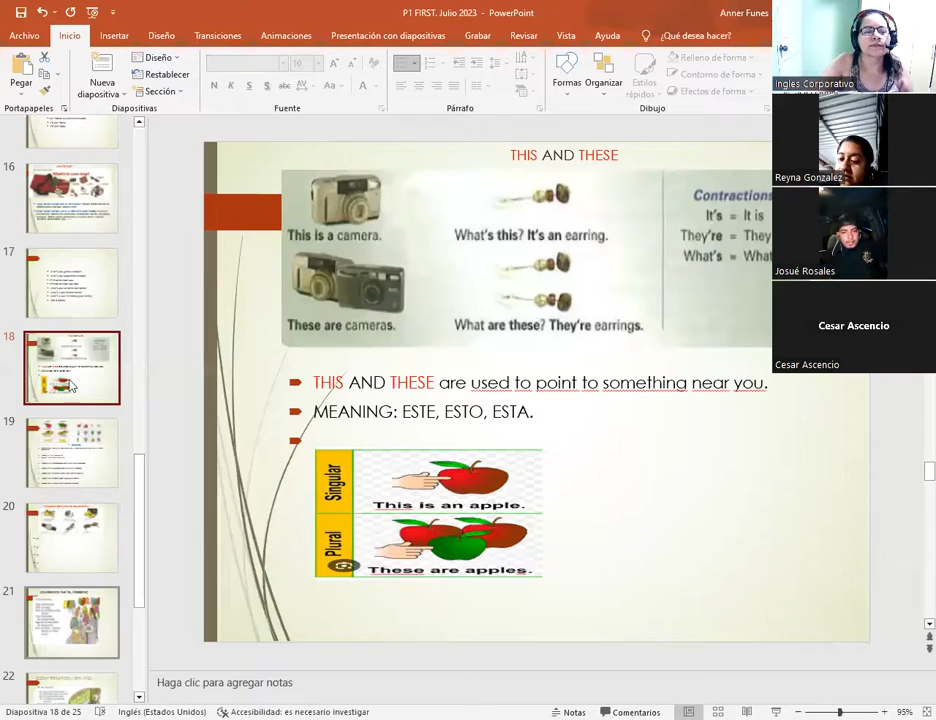 P1 FIRST. Julio 2023 - PowerPoint
Anner Funes
Archivo
Inicio
Insertar
Diseño
Transiciones
Animaciones
Presentación con diapositivas
Grabar
Revisar
Vista
Ayuda
¿Qué desea hacer?
Pegar
Nueva
diapositiva
Diseño
Restablecer
Sección
10
N K S S abc AV Aa A
Formas
Organizar
Estilos
rápidos
Relleno de forma
Contorno de forma
Efectos de forma
Portapapeles
Diapositivas
Fuente
Párrafo
Dibujo
Ingles Corporativo
Reyna Gonzalez
Josué Rosales
Cesar Ascencio
Cesar Ascencio
16
17
18
19
20
21
22
THIS AND THESE
This is a camera.
What's this? It's an earring.
These are cameras.
What are these? They're earrings.
Contractions
It's = It is
They're = They
What's = What
THIS AND THESE are used to point to something near you.
MEANING: ESTE, ESTO, ESTA.
Singular
This is an apple.
Plural
These are apples.
Haga clic para agregar notas
Diapositiva 18 de 25
Inglés (Estados Unidos)
Accesibilidad: es necesario investigar
Notas
Comentarios
95%